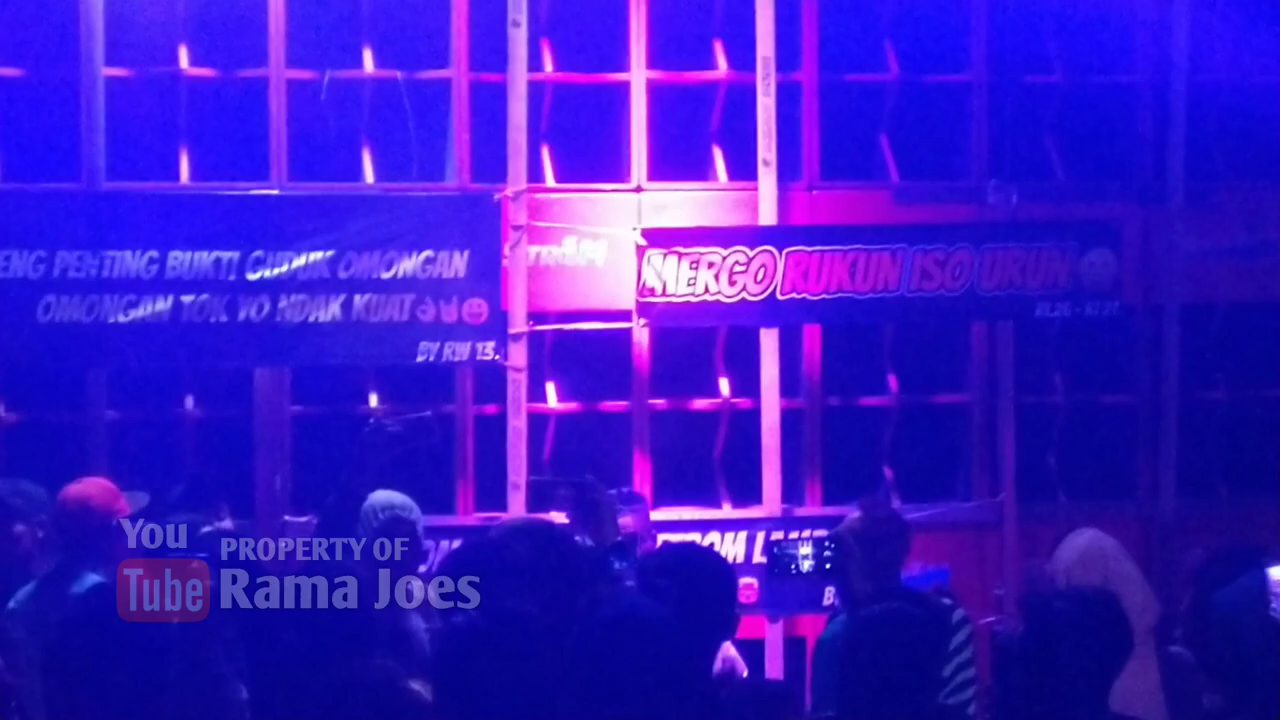 ENG PENTING BUKTI GUDUK OMONGAN
OMONGAN TOK YO NDAK KUAT👌🤘😀
BY RW 13.
MERGO RUKUN ISO URUN
You
Tube
PROPERTY OF
Rama Joes